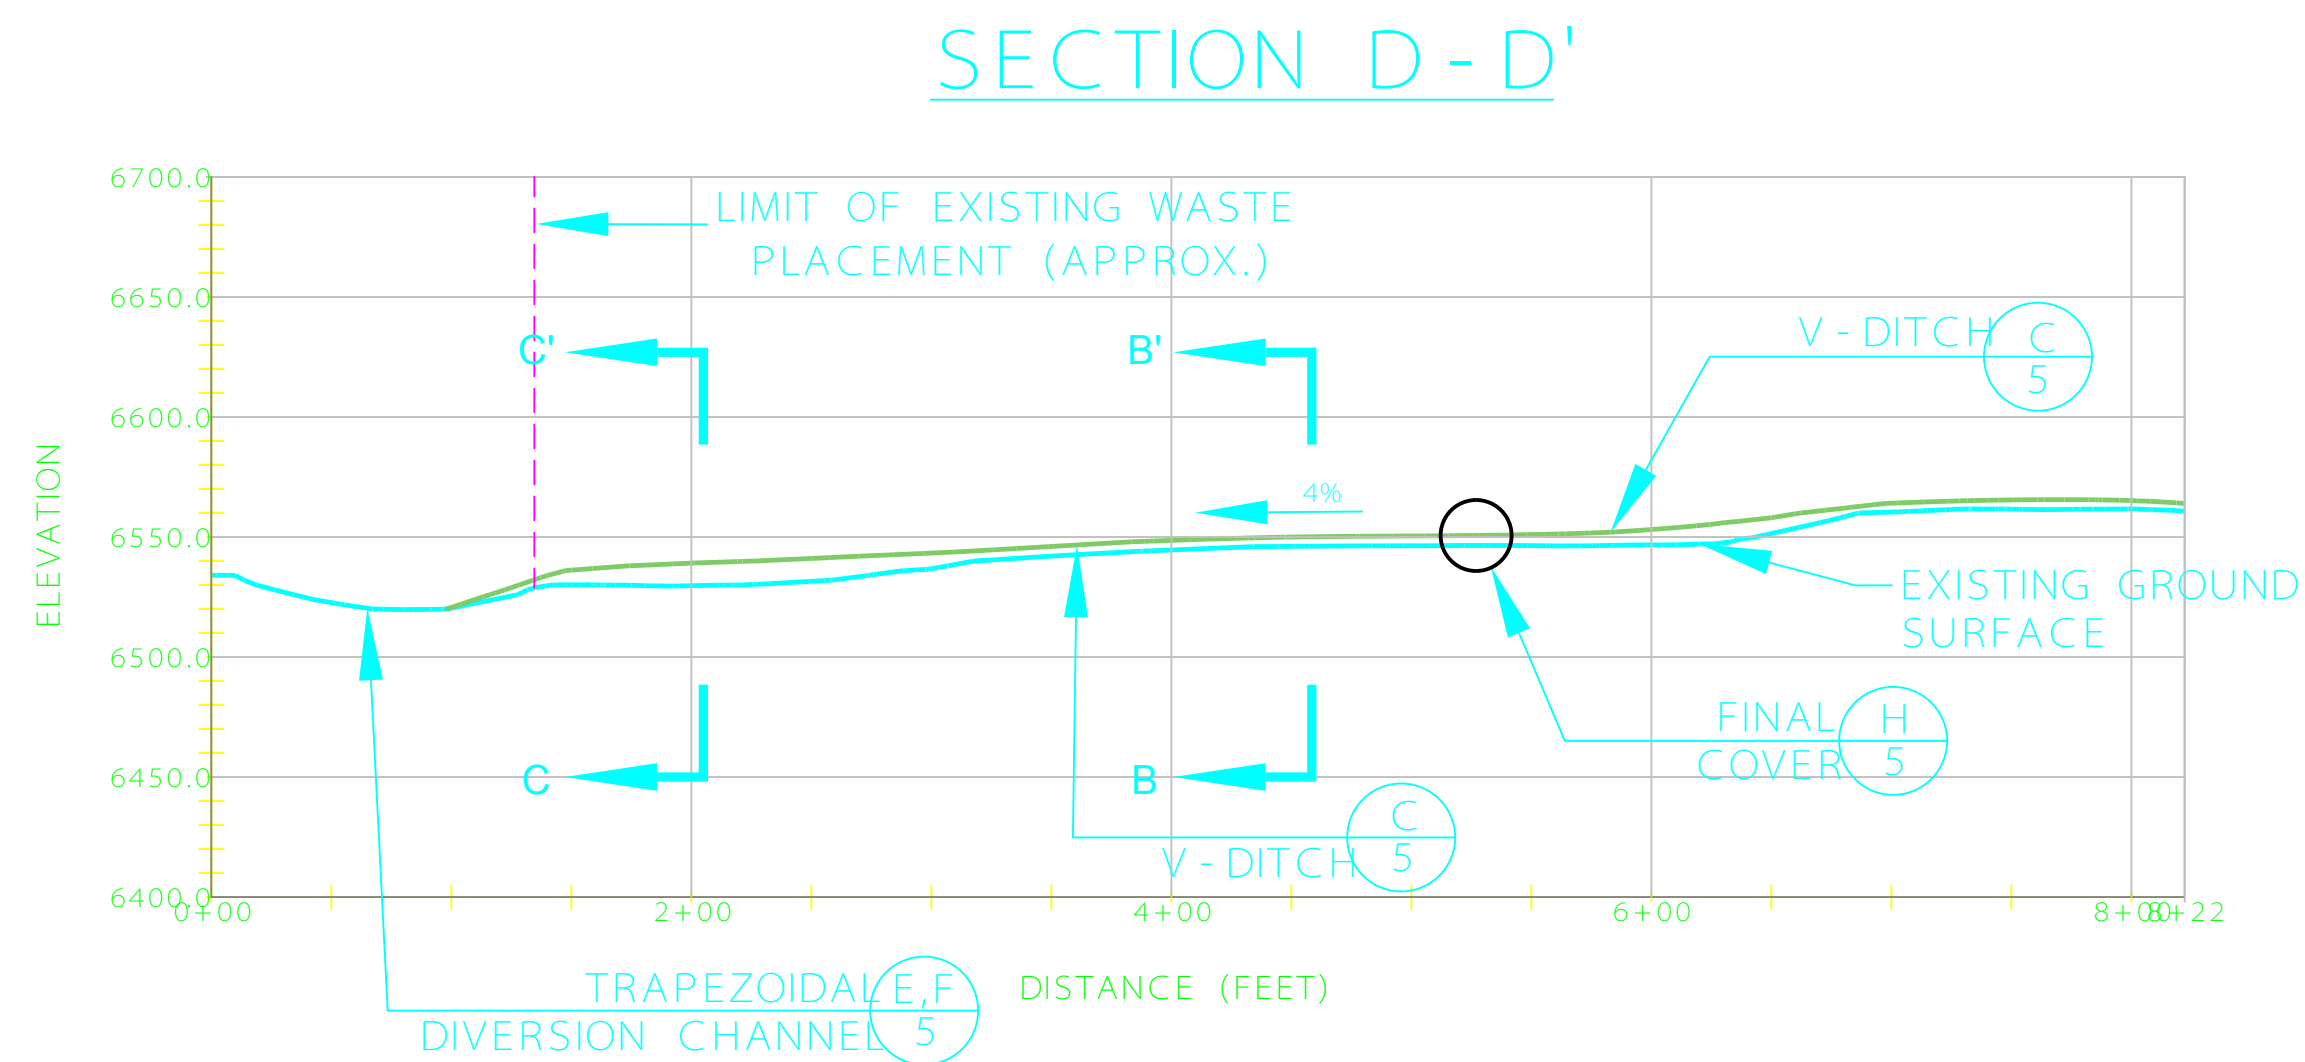 SECTION D-D'
6700.0
LIMIT OF EXISTING WASTE
PLACEMENT (APPROX.)
6650.0
C'
B'
V-DITCH C
5
6600.0
ELEVATION
4%
6550.0
EXISTING GROUND
SURFACE
6500.0
FINAL H
COVER 5
6450.0
C
B
C
V-DITCH 5
6400.0
0+00 2+00 4+00 6+00 8+00 8+22
TRAPEZOIDAL E,F
DIVERSION CHANNEL 5
DISTANCE (FEET)